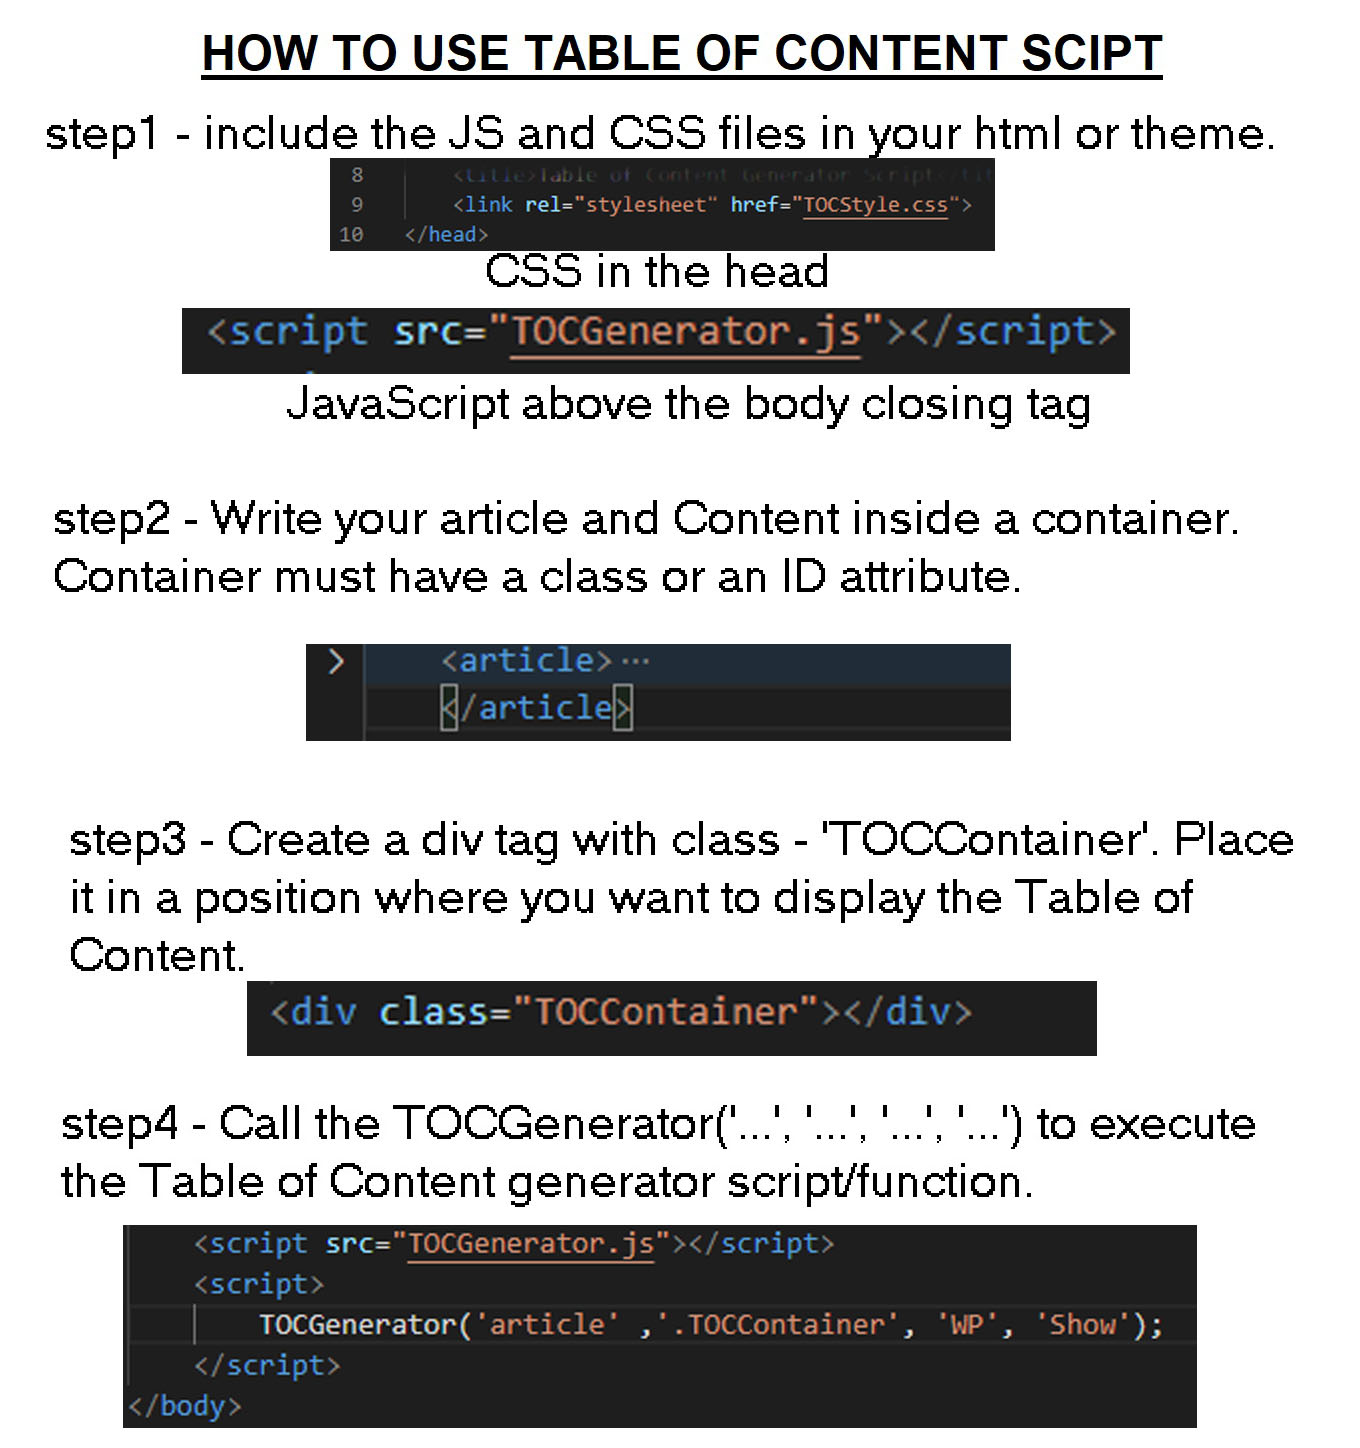 HOW TO USE TABLE OF CONTENT SCIPT
step1 - include the JS and CSS files in your html or theme.
8 <title>Table of Content Generator Script</tit
9 <link rel="stylesheet" href="TOCStyle.css">
10 </head>
CSS in the head
<script src="TOCGenerator.js"></script>
JavaScript above the body closing tag
step2 - Write your article and Content inside a container.
Container must have a class or an ID attribute.
> <article>···
</article>
step3 - Create a div tag with class - 'TOCContainer'. Place
it in a position where you want to display the Table of
Content.
<div class="TOCContainer"></div>
step4 - Call the TOCGenerator('...', '...', '...', '...') to execute
the Table of Content generator script/function.
<script src="TOCGenerator.js"></script>
<script>
TOCGenerator('article' ,'.TOCContainer', 'WP', 'Show');
</script>
</body>